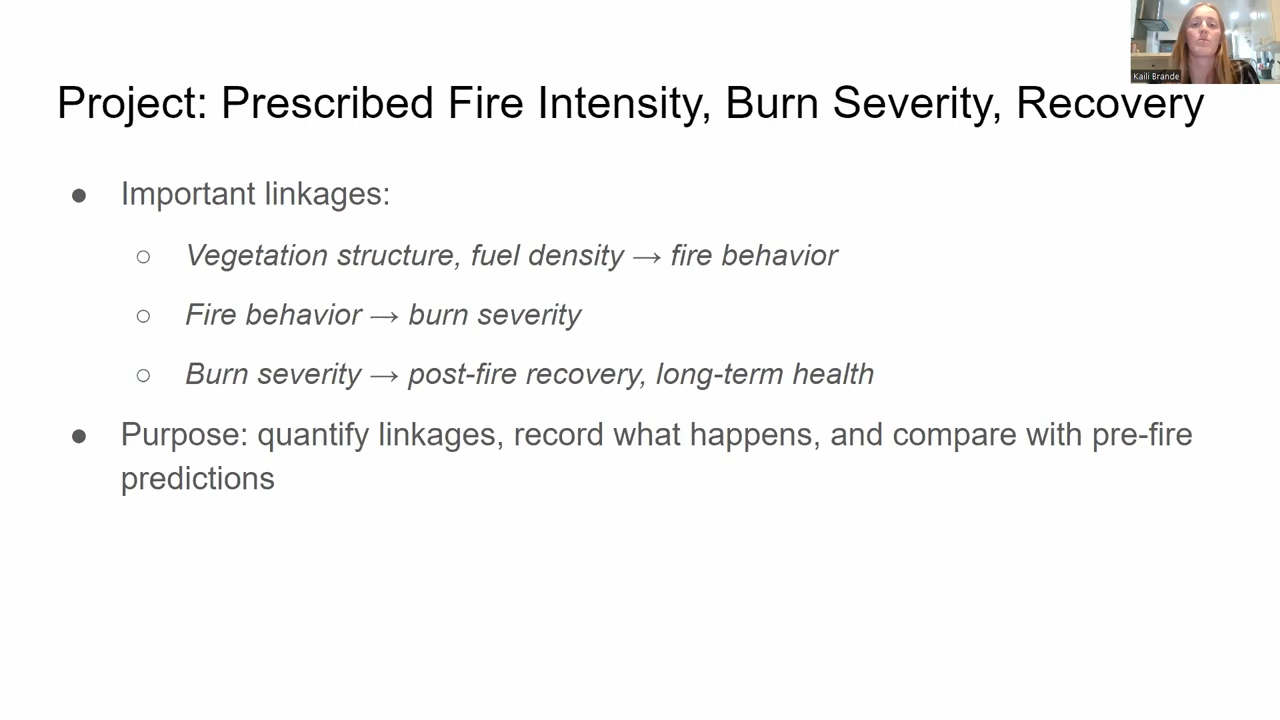 Kaili Brande
Project: Prescribed Fire Intensity, Burn Severity, Recovery
● Important linkages:
○ Vegetation structure, fuel density → fire behavior
○ Fire behavior → burn severity
○ Burn severity → post-fire recovery, long-term health
● Purpose: quantify linkages, record what happens, and compare with pre-fire
predictions